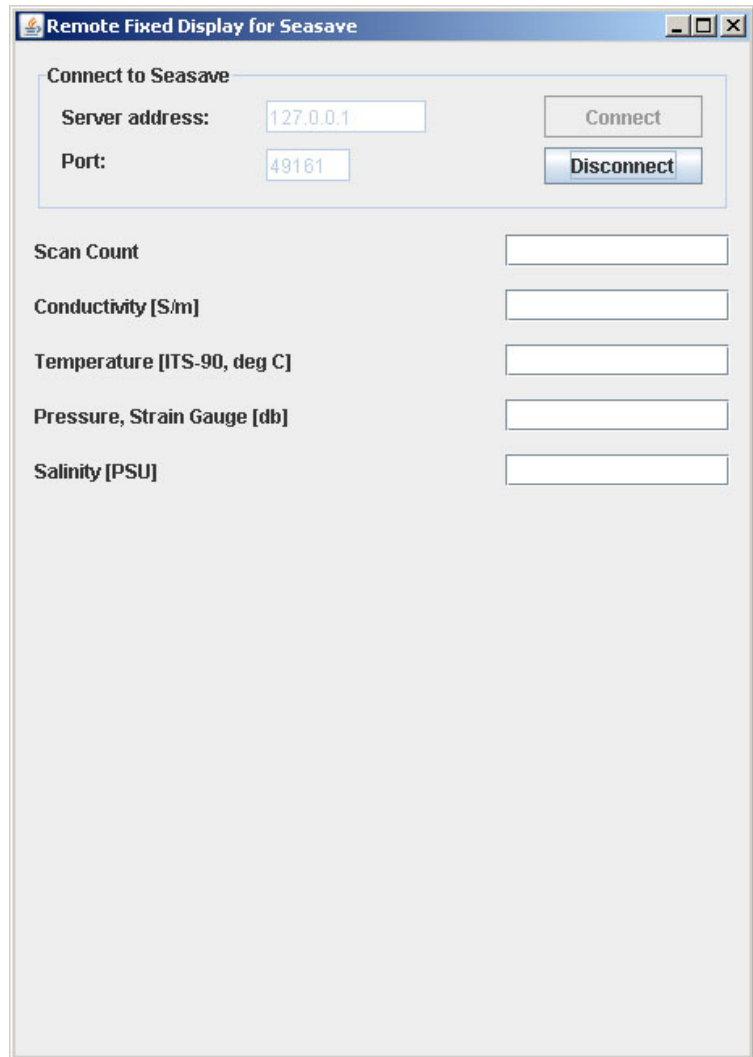 Remote Fixed Display for Seasave
Connect to Seasave
Server address: 127.0.0.1 Connect
Port: 49161 Disconnect
Scan Count
Conductivity [S/m]
Temperature [ITS-90, deg C]
Pressure, Strain Gauge [db]
Salinity [PSU]